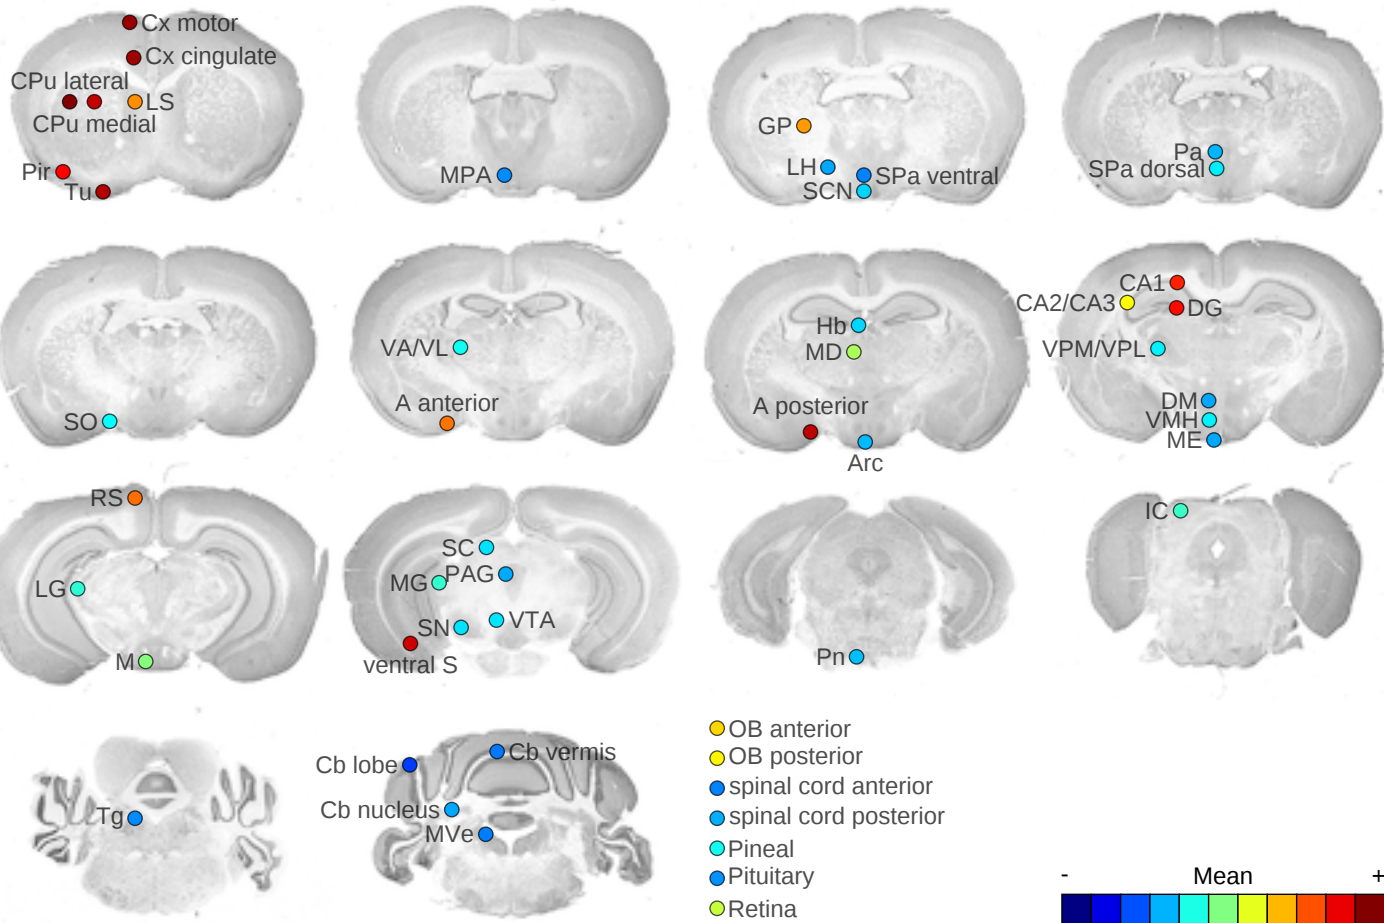 Cx motor
Cx cingulate
CPu lateral
LS
CPu medial
Pir
Tu
MPA
GP
LH
SPa ventral
SCN
Pa
SPa dorsal
SO
VA/VL
A anterior
Hb
MD
A posterior
Arc
CA1
CA2/CA3
DG
VPM/VPL
DM
VMH
ME
RS
LG
M
SC
MG
PAG
SN
VTA
ventral S
Pn
IC
Tg
Cb lobe
Cb vermis
Cb nucleus
MVe
OB anterior
OB posterior
spinal cord anterior
spinal cord posterior
Pineal
Pituitary
Retina
- Mean +